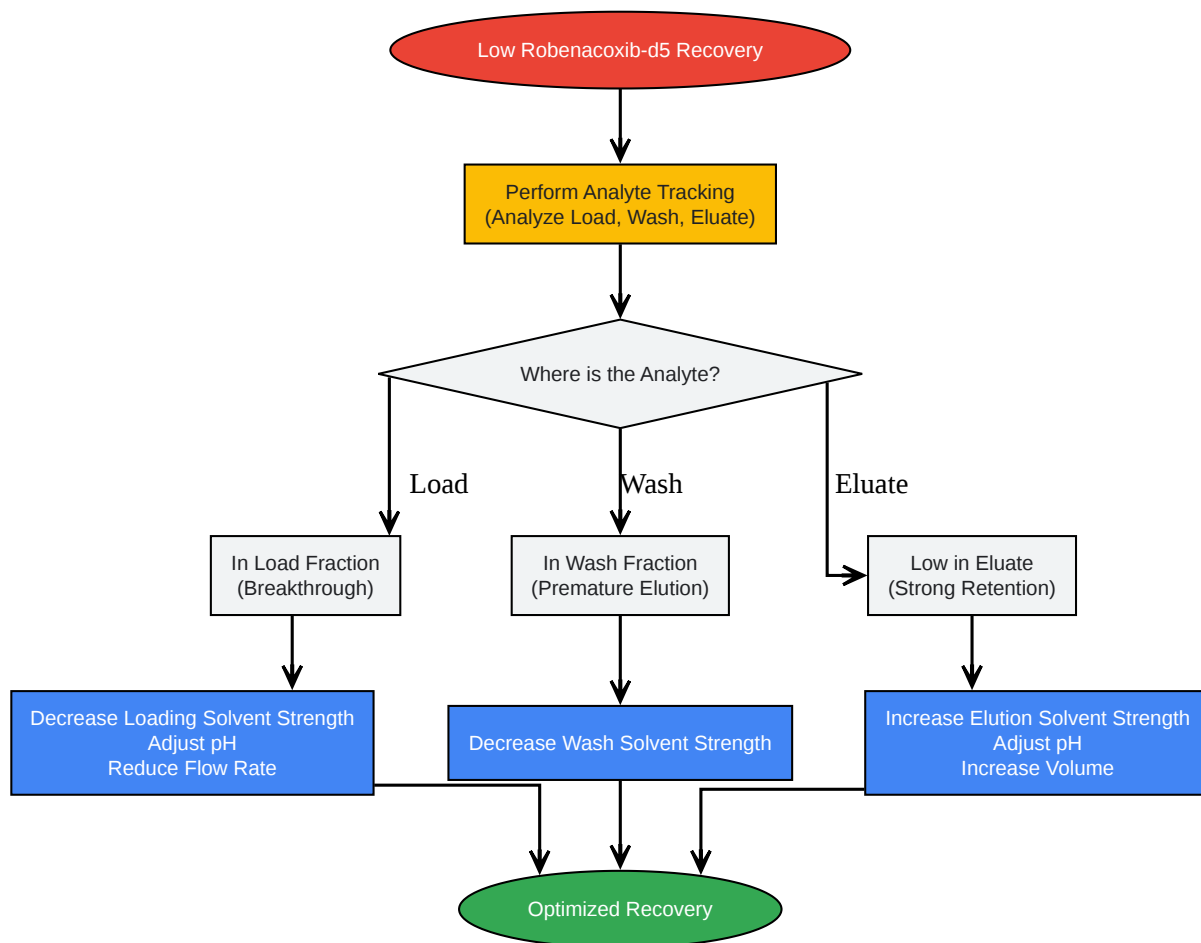 Low Robenacoxib-d5 Recovery
Perform Analyte Tracking
(Analyze Load, Wash, Eluate)
Where is the Analyte?
Load
Wash
Eluate
In Load Fraction
(Breakthrough)
In Wash Fraction
(Premature Elution)
Low in Eluate
(Strong Retention)
Decrease Loading Solvent Strength
Adjust pH
Reduce Flow Rate
Decrease Wash Solvent Strength
Increase Elution Solvent Strength
Adjust pH
Increase Volume
Optimized Recovery